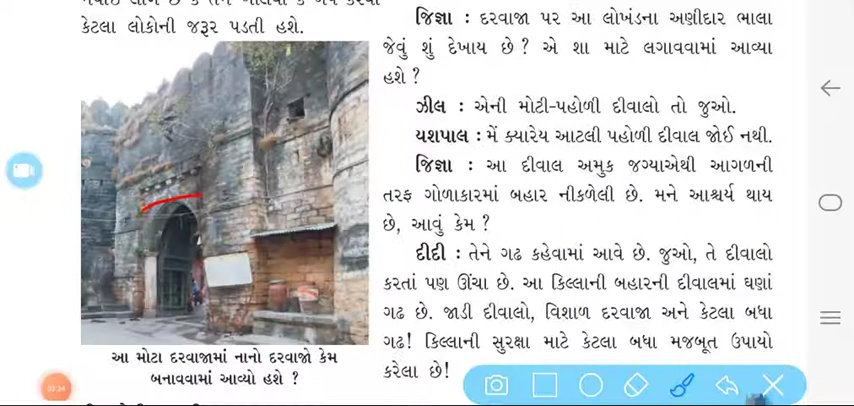 કેટલા લોકોની જરૂર પડતી હશે.
આ મોટા દરવાજામાં નાનો દરવાજો કેમ
બનાવવામાં આવ્યો હશે ?
જિજ્ઞા : દરવાજા પર આ લોખંડના અણીદાર ભાલા
જેવું શું દેખાય છે ? એ શા માટે લગાવવામાં આવ્યા
હશે ?
ઝીલ : એની મોટી-પહોળી દીવાલો તો જુઓ.
યશપાલ : મેં ક્યારેય આટલી પહોળી દીવાલ જોઈ નથી.
જિજ્ઞા : આ દીવાલ અમુક જગ્યાએથી આગળની
તરફ ગોળાકારમાં બહાર નીકળેલી છે. મને આશ્ચર્ય થાય
છે, આવું કેમ ?
દીદી : તેને ગઢ કહેવામાં આવે છે. જુઓ, તે દીવાલો
કરતાં પણ ઊંચા છે. આ કિલ્લાની બહારની દીવાલમાં ઘણાં
ગઢ છે. જાડી દીવાલો, વિશાળ દરવાજા અને કેટલા બધા
ગઢ! કિલ્લાની સુરક્ષા માટે કેટલા બધા મજબૂત ઉપાયો
કરેલા છે!